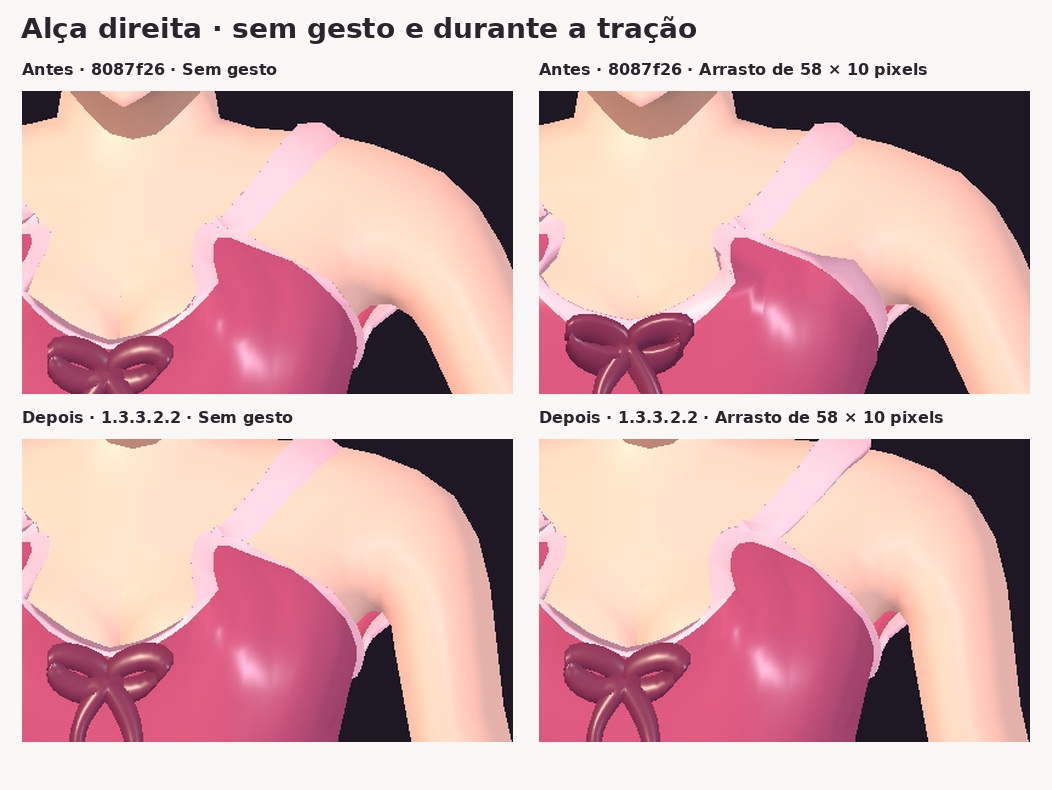 Alça direita · sem gesto e durante a tração
Antes · 8087f26 · Sem gesto
Antes · 8087f26 · Arrasto de 58 × 10 pixels
Depois · 1.3.3.2.2 · Sem gesto
Depois · 1.3.3.2.2 · Arrasto de 58 × 10 pixels